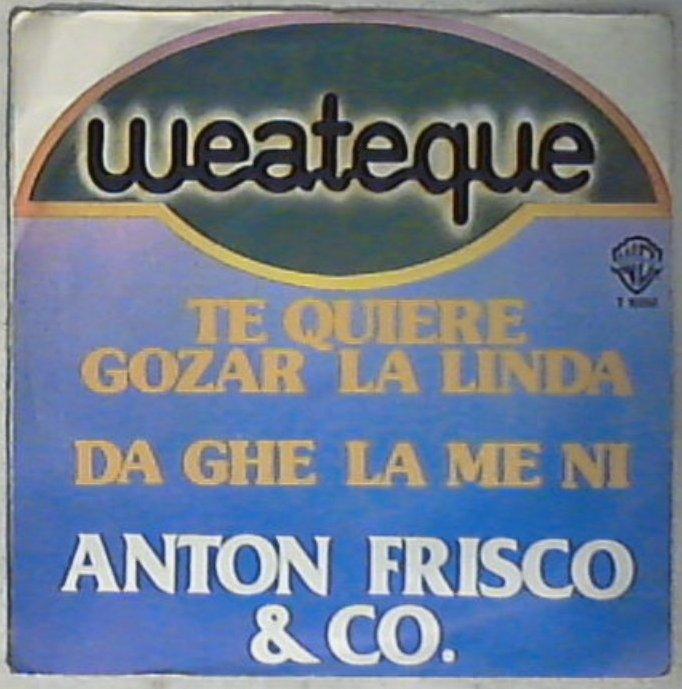 weateque
TE QUIERE
GOZAR LA LINDA
DA GHE LA ME NI
ANTON FRISCO
& CO.